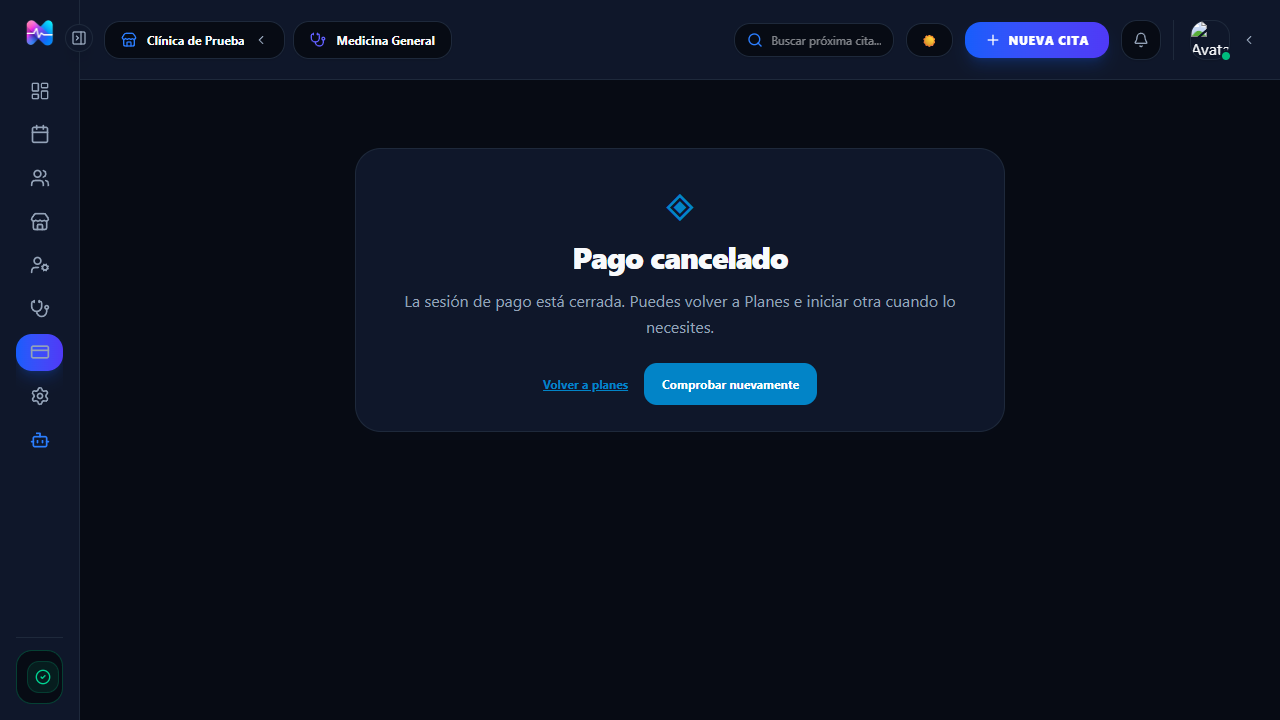 Clínica de Prueba
Medicina General
Buscar próxima cita...
NUEVA CITA
Avata
Pago cancelado
La sesión de pago está cerrada. Puedes volver a Planes e iniciar otra cuando lo
necesites.
Volver a planes
Comprobar nuevamente